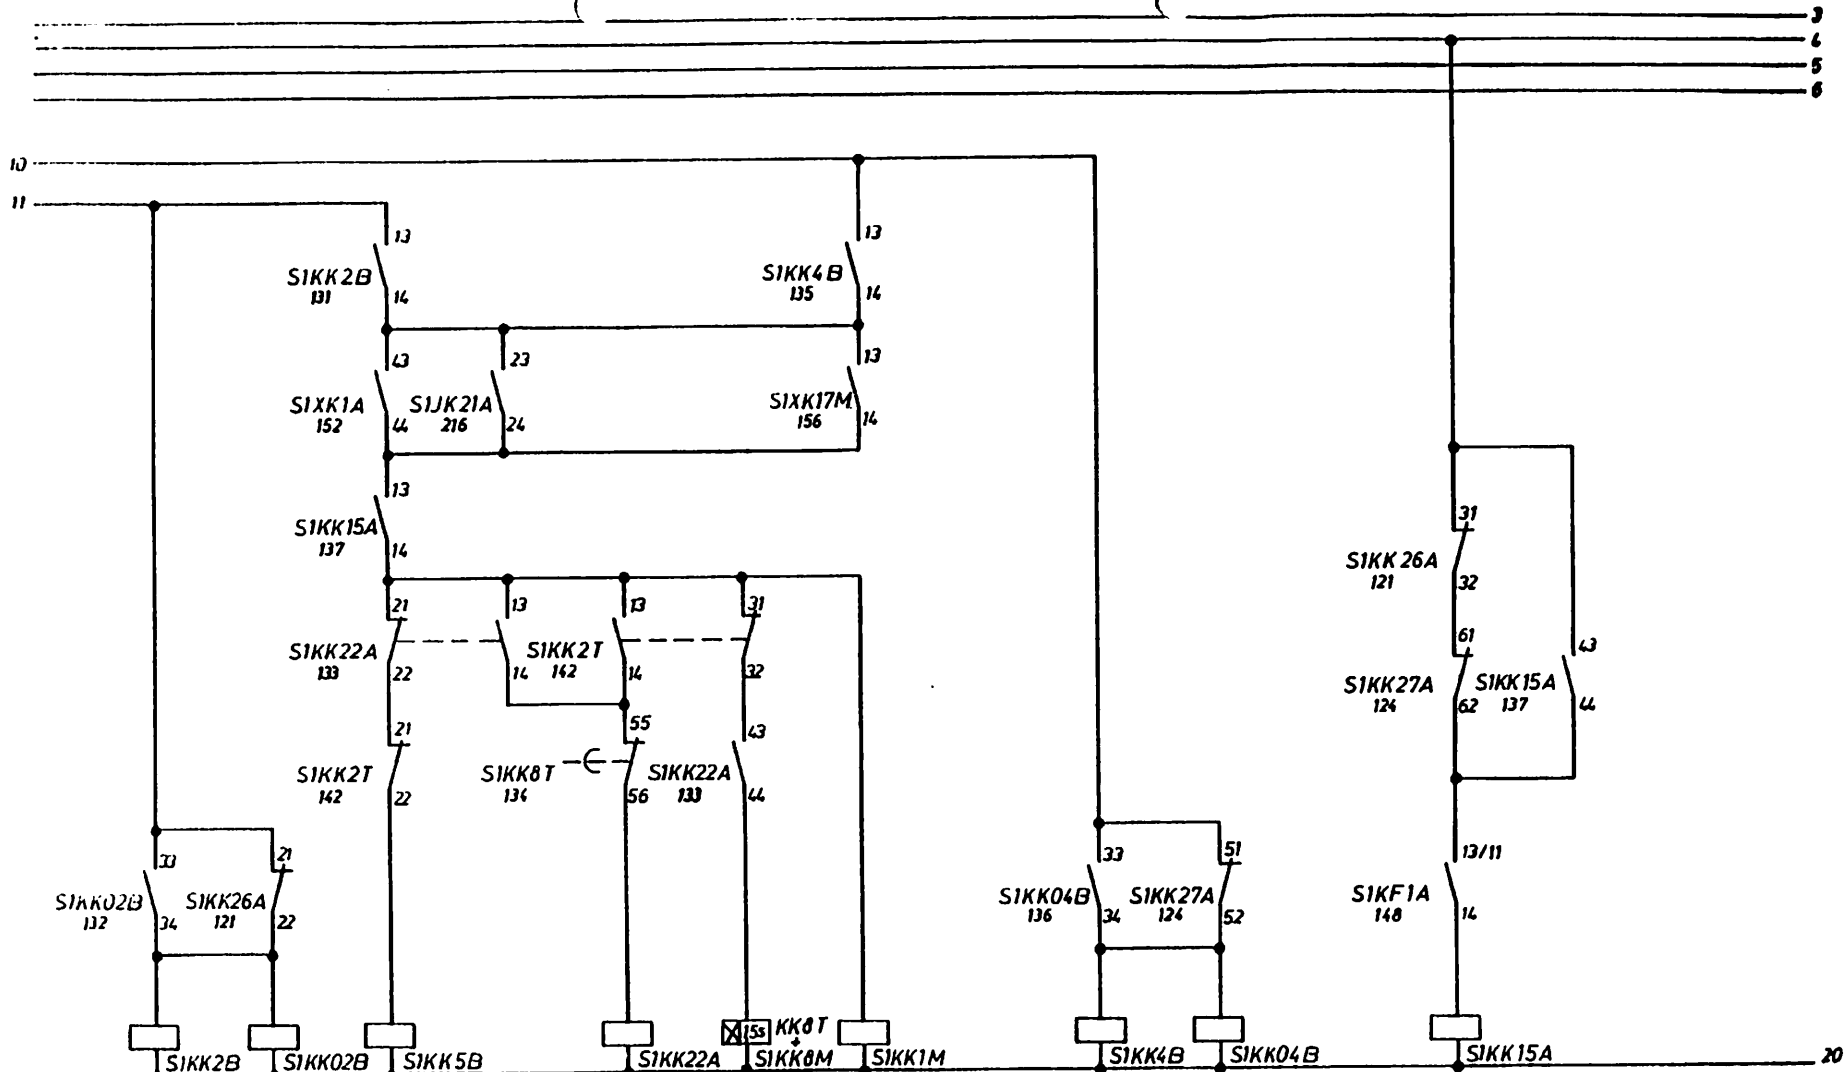 3
4
5
6
10
11
13
S1KK2B
131
14
13
S1KK4B
135
14
43
S1XK1A
152
44
23
S1JK21A
216
24
13
S1XK17M
156
14
13
S1KK15A
137
14
31
S1KK26A
121
32
21
S1KK22A
133
22
13
14
13
S1KK2T
142
14
31
32
61
S1KK27A
124
62
43
S1KK15A
137
44
21
S1KK2T
142
22
55
S1KK8T
134
56
43
S1KK22A
133
44
33
S1KK02B
132
34
21
S1KK26A
121
22
33
S1KK04B
136
34
51
S1KK27A
124
52
13/11
S1KF1A
148
14
15s KK8T
+
S1KK2B
S1KK02B
S1KK5B
S1KK22A
S1KK8M
S1KK1M
S1KK4B
S1KK04B
S1KK15A
20